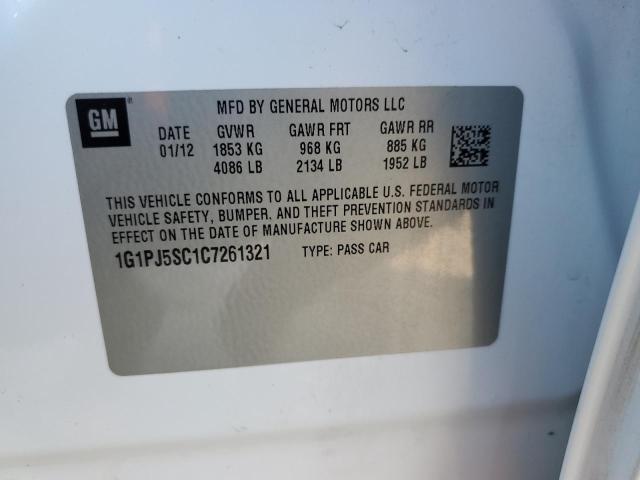 GM
MFD BY GENERAL MOTORS LLC
DATE GVWR GAWR FRT GAWR RR
01/12 1853 KG 968 KG 885 KG
4086 LB 2134 LB 1952 LB
THIS VEHICLE CONFORMS TO ALL APPLICABLE U.S. FEDERAL MOTOR
VEHICLE SAFETY, BUMPER, AND THEFT PREVENTION STANDARDS IN
EFFECT ON THE DATE OF MANUFACTURE SHOWN ABOVE.
1G1PJ5SC1C7261321 TYPE: PASS CAR